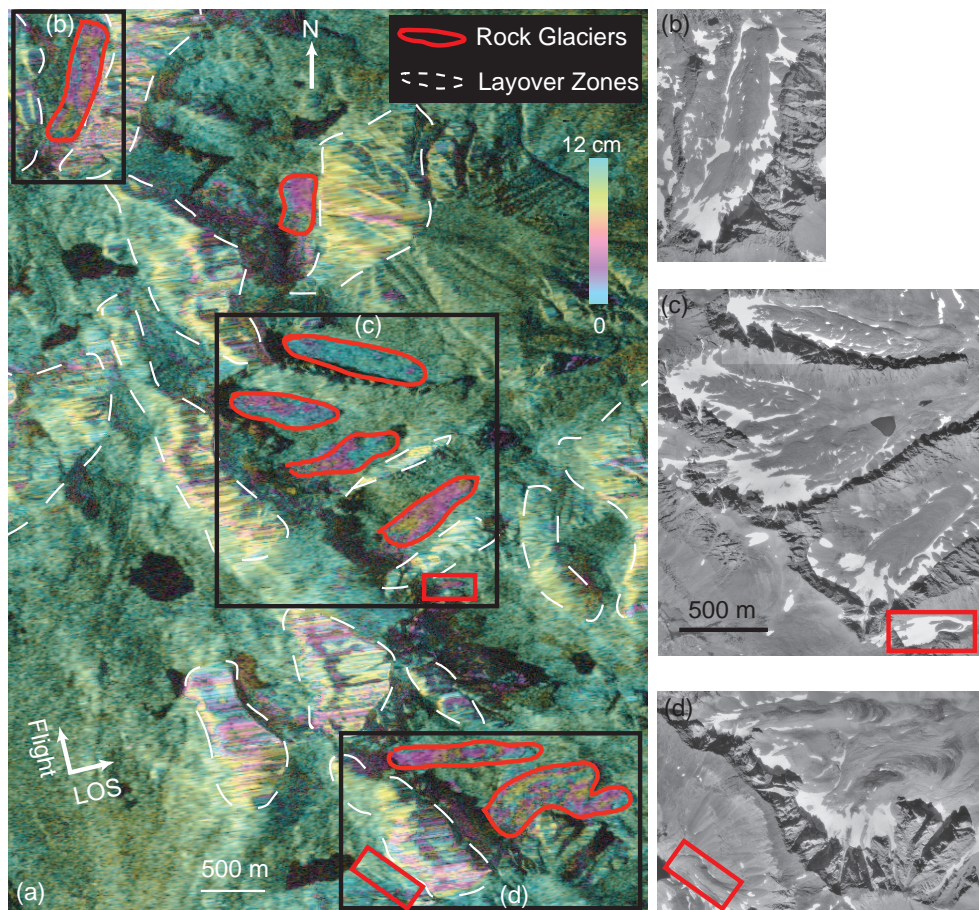 (b)
N
Rock Glaciers
Layover Zones
12 cm
0
(c)
Flight
LOS
500 m
(a)
(d)
(b)
(c)
500 m
(d)